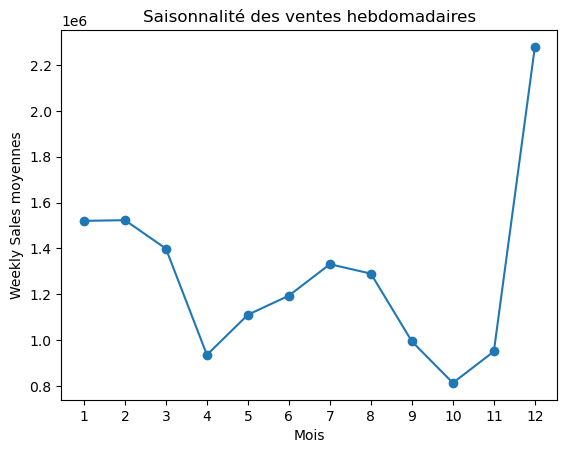 Saisonnalité des ventes hebdomadaires
1e6
2.2
2.0
1.8
1.6
1.4
1.2
1.0
0.8
Weekly Sales moyennes
1 2 3 4 5 6 7 8 9 10 11 12
Mois